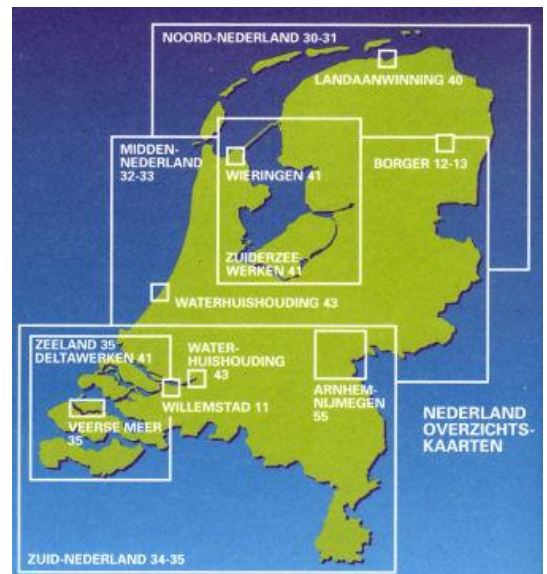 NOORD-NEDERLAND 30-31
LANDAANWINNING 40
MIDDEN-
NEDERLAND
32-33
WIERINGEN 41
BORGER 12-13
ZUIDERZEE-
WERKEN 41
WATERHUISHOUDING 43
ZEELAND 35
DELTAWERKEN 41
WATER-
HUISHOUDING
43
ARNHEM-
NIJMEGEN
55
WILLEMSTAD 11
VEERSE MEER
35
NEDERLAND
OVERZICHTS-
KAARTEN
ZUID-NEDERLAND 34-35